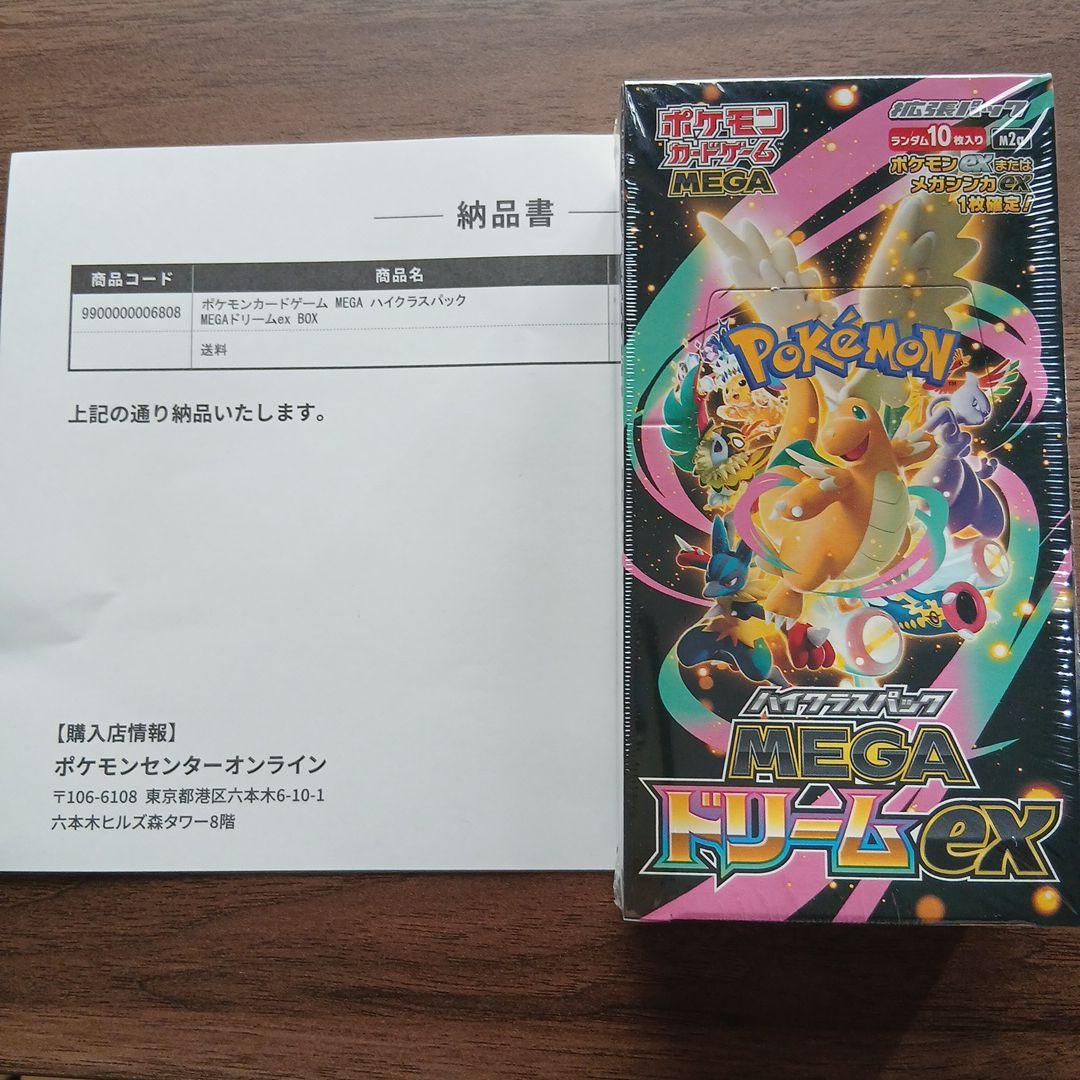 納品書
商品コード 商品名
9900000006808 ポケモンカードゲーム MEGA ハイクラスパック
MEGAドリームex BOX
送料
上記の通り納品いたします。
【購入店情報】
ポケモンセンターオンライン
〒106-6108 東京都港区六本木6-10-1
六本木ヒルズ森タワー8階
ポケモン
カードゲーム
MEGA
拡張パック
ランダム10枚入り M2a
ポケモンexまたは
メガシンカex
1枚確定!
POKéMON
ハイクラスパック
MEGA
ドリームex